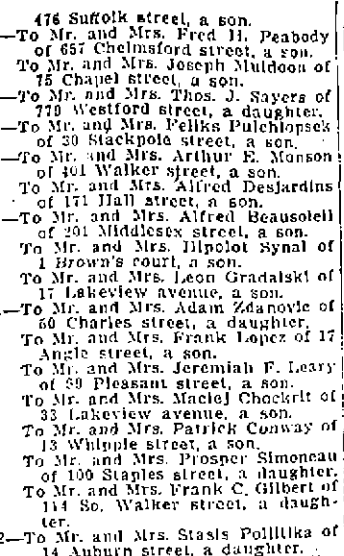 476 Suffolk street, a son.
—To Mr. and Mrs. Fred H. Peabody
of 657 Chelmsford street, a son.
To Mr. and Mrs. Joseph Muldoon of
75 Chapel street, a son.
—To Mr. and Mrs. Thos. J. Sayers of
770 Westford street, a daughter.
—To Mr. and Mrs. Feliks Pulchlopsek
of 30 Stackpole street, a son.
—To Mr. and Mrs. Arthur E. Monson
of 401 Walker street, a son.
To Mr. and Mrs. Alfred Desjardins
of 171 Hall street, a son.
—To Mr. and Mrs. Alfred Beausoleil
of 201 Middlesex street, a son.
To Mr. and Mrs. Hipolot Synal of
1 Brown's court, a son.
To Mr. and Mrs. Leon Gradalski of
17 Lakeview avenue, a son.
—To Mr. and Mrs. Adam Zdanovic of
60 Charles street, a daughter.
To Mr. and Mrs. Frank Lopez of 17
Angle street, a son.
To Mr. and Mrs. Jeremiah F. Leary
of 39 Pleasant street, a son.
To Mr. and Mrs. Maciej Chockrit of
33 Lakeview avenue, a son.
To Mr. and Mrs. Patrick Conway of
13 Whipple street, a son.
To Mr. and Mrs. Prosper Simoneau
of 100 Staples street, a daughter.
To Mr. and Mrs. Frank C. Gilbert of
114 So. Walker street, a daugh-
ter.
2—To Mr. and Mrs. Stasis Pollitika of
14 Auburn street, a daughter.